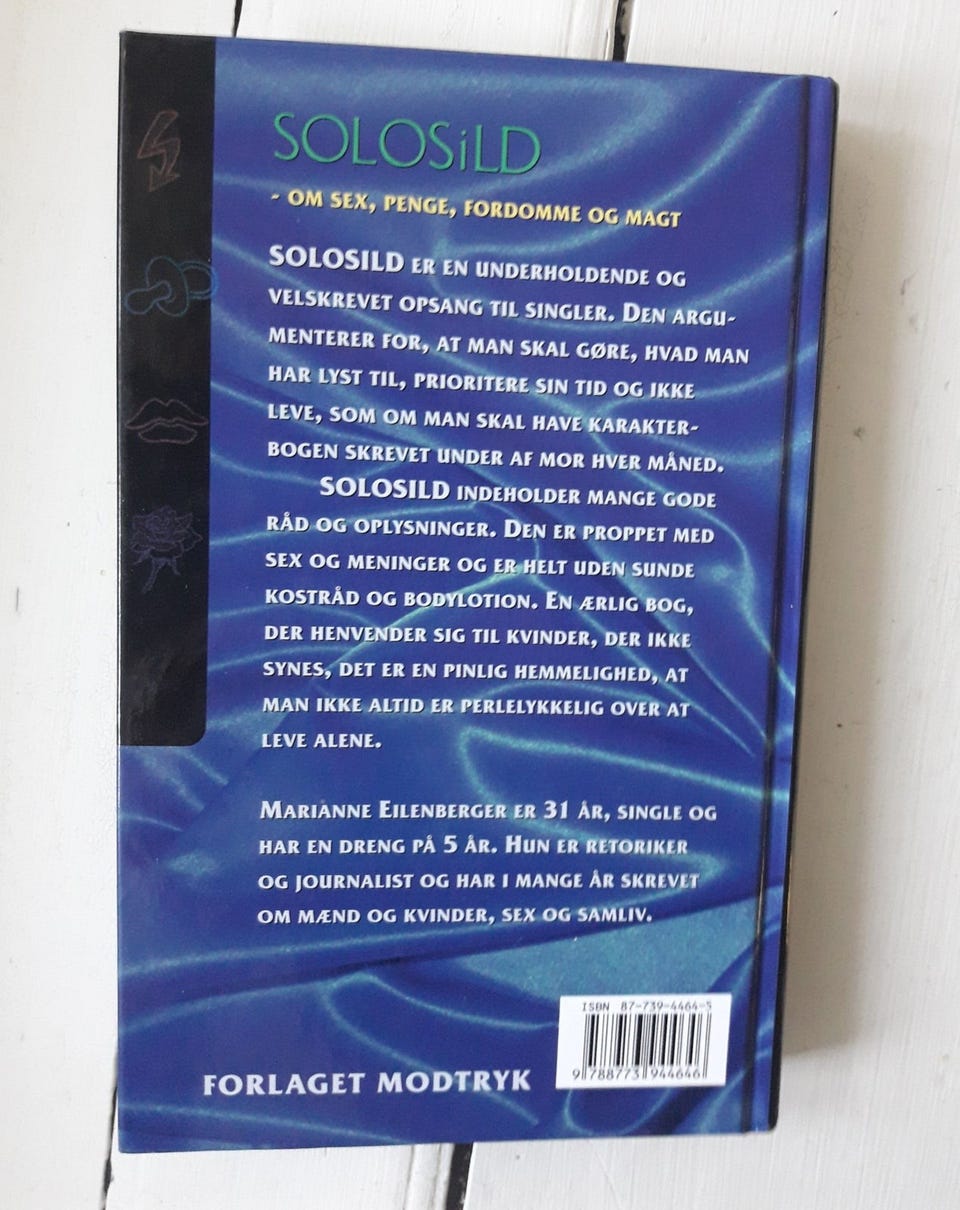 SOLOSiLD
- OM SEX, PENGE, FORDOMME OG MAGT
SOLOSILD ER EN UNDERHOLDENDE OG
VELSKREVET OPSANG TIL SINGLER. DEN ARGU-
MENTERER FOR, AT MAN SKAL GØRE, HVAD MAN
HAR LYST TIL, PRIORITERE SIN TID OG IKKE
LEVE, SOM OM MAN SKAL HAVE KARAKTER-
BOGEN SKREVET UNDER AF MOR HVER MÅNED.
SOLOSILD INDEHOLDER MANGE GODE
RÅD OG OPLYSNINGER. DEN ER PROPPET MED
SEX OG MENINGER OG ER HELT UDEN SUNDE
KOSTRÅD OG BODYLOTION. EN ÆRLIG BOG,
DER HENVENDER SIG TIL KVINDER, DER IKKE
SYNES, DET ER EN PINLIG HEMMELIGHED, AT
MAN IKKE ALTID ER PERLELYKKELIG OVER AT
LEVE ALENE.
MARIANNE EILENBERGER ER 31 ÅR, SINGLE OG
HAR EN DRENG PÅ 5 ÅR. HUN ER RETORIKER
OG JOURNALIST OG HAR I MANGE ÅR SKREVET
OM MÆND OG KVINDER, SEX OG SAMLIV.
ISBN 87-739-4464-5
9 788773 944646
FORLAGET MODTRYK